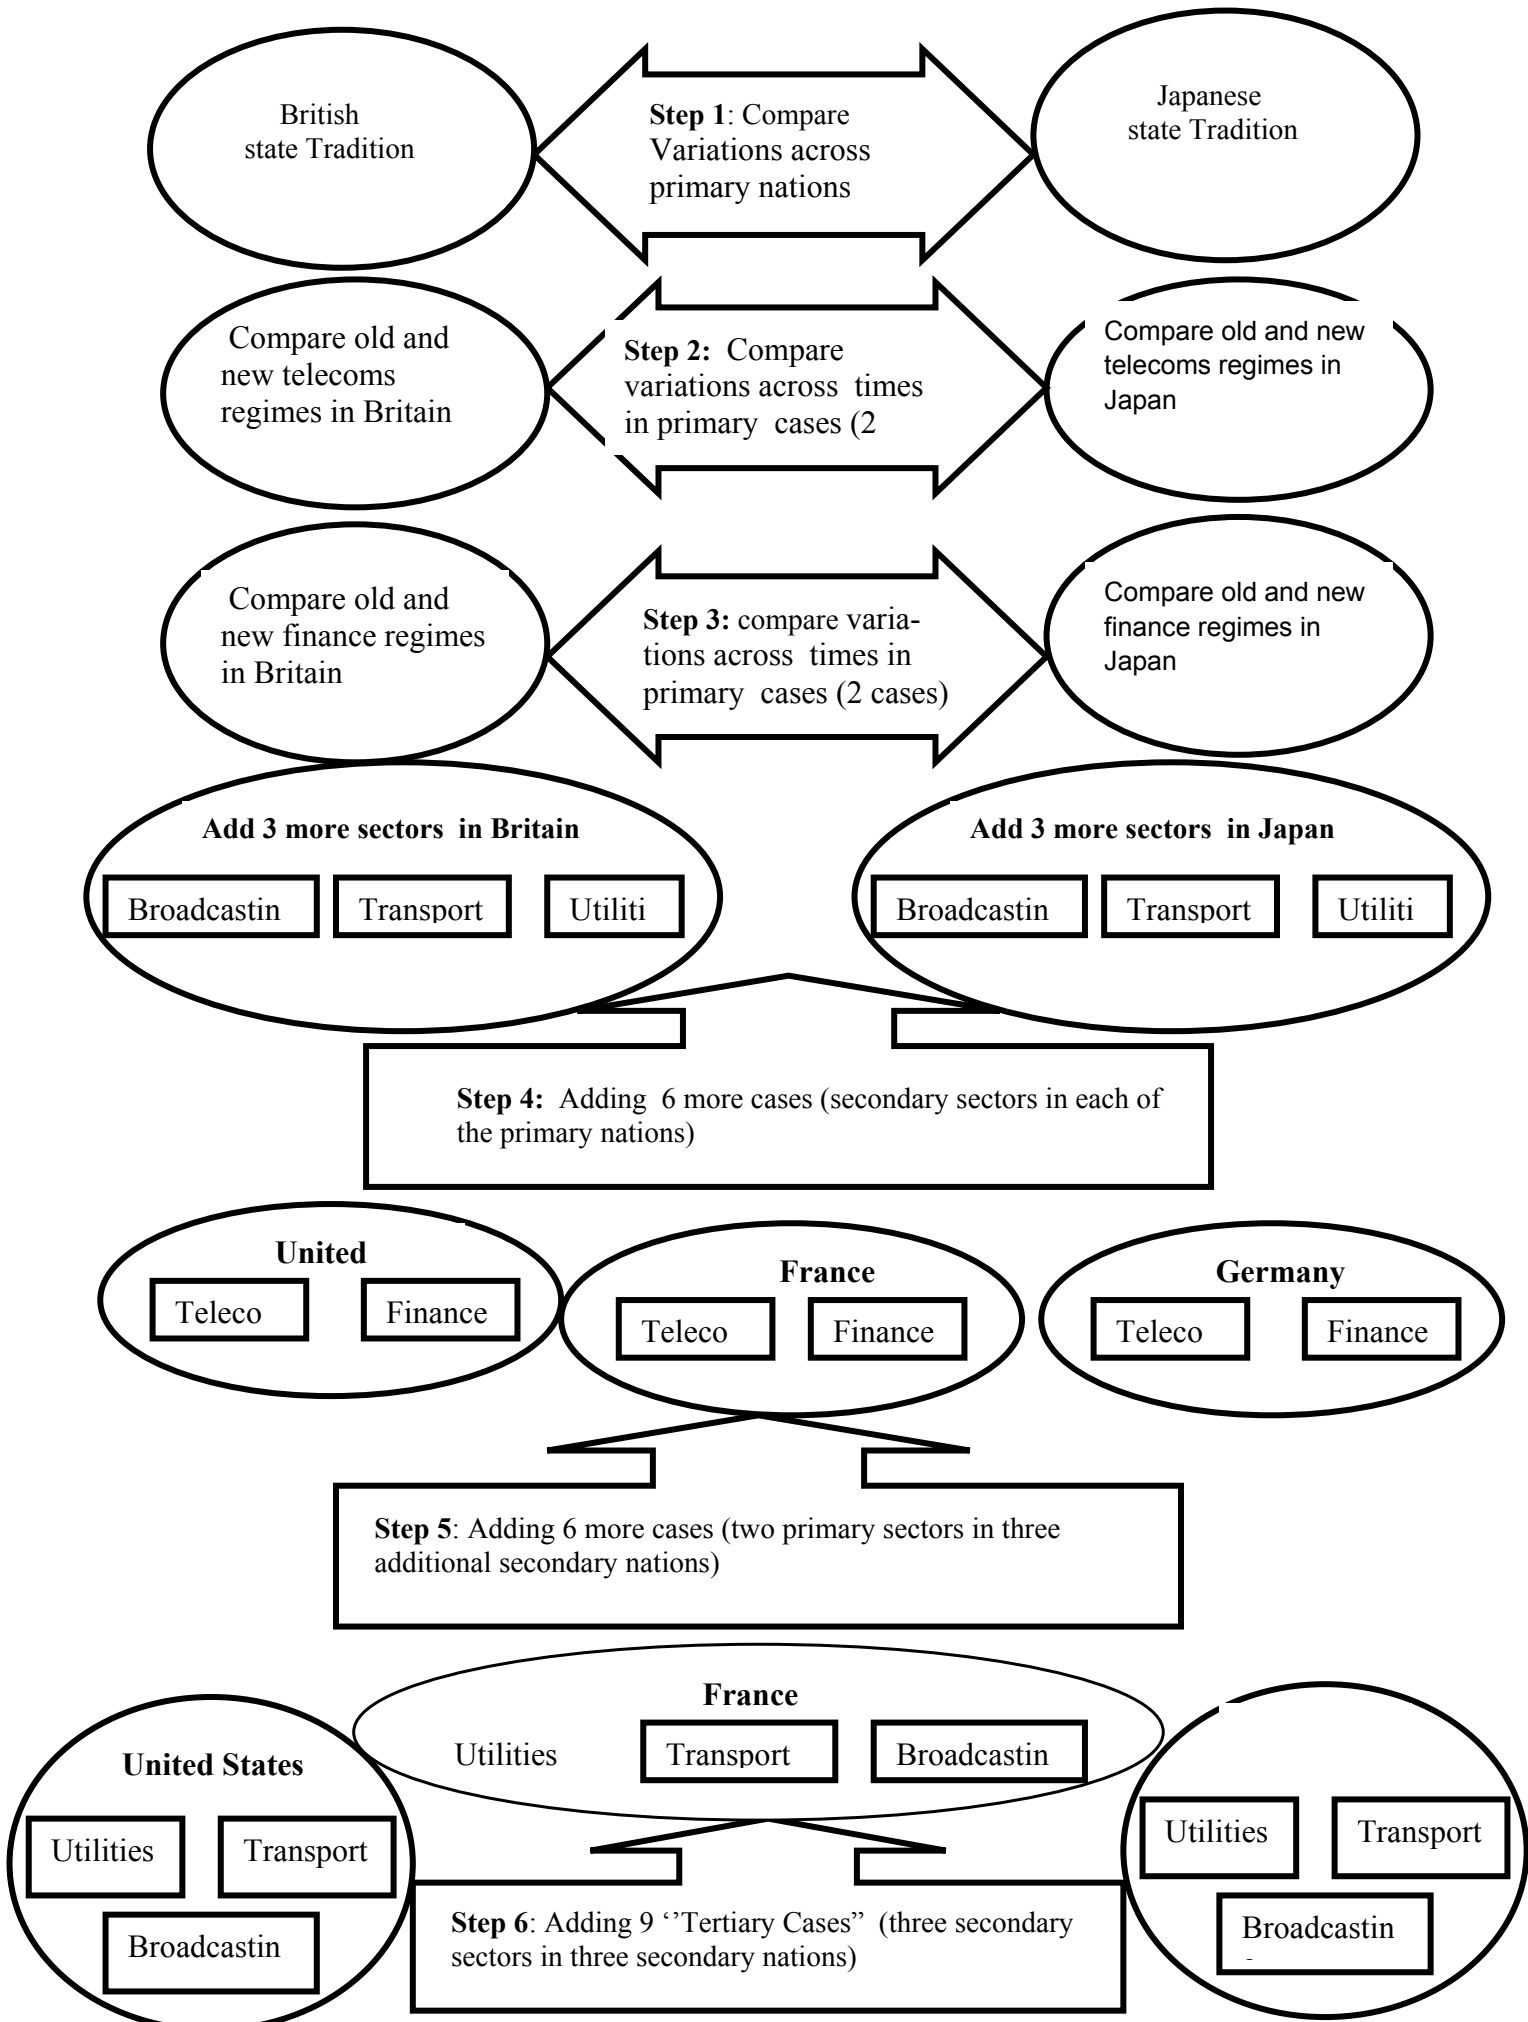 British
state Tradition
Step 1: Compare
Variations across
primary nations
Japanese
state Tradition
Compare old and
new telecoms
regimes in Britain
Step 2: Compare
variations across times
in primary cases (2
Compare old and new
telecoms regimes in
Japan
Compare old and
new finance regimes
in Britain
Step 3: compare varia-
tions across times in
primary cases (2 cases)
Compare old and new
finance regimes in
Japan
Add 3 more sectors in Britain
Broadcastin
Transport
Utiliti
Add 3 more sectors in Japan
Broadcastin
Transport
Utiliti
Step 4: Adding 6 more cases (secondary sectors in each of
the primary nations)
United
Teleco
Finance
France
Teleco
Finance
Germany
Teleco
Finance
Step 5: Adding 6 more cases (two primary sectors in three
additional secondary nations)
France
Utilities
Transport
Broadcastin
United States
Utilities
Transport
Broadcastin
Utilities
Transport
Broadcastin
Step 6: Adding 9 ‘’Tertiary Cases” (three secondary
sectors in three secondary nations)